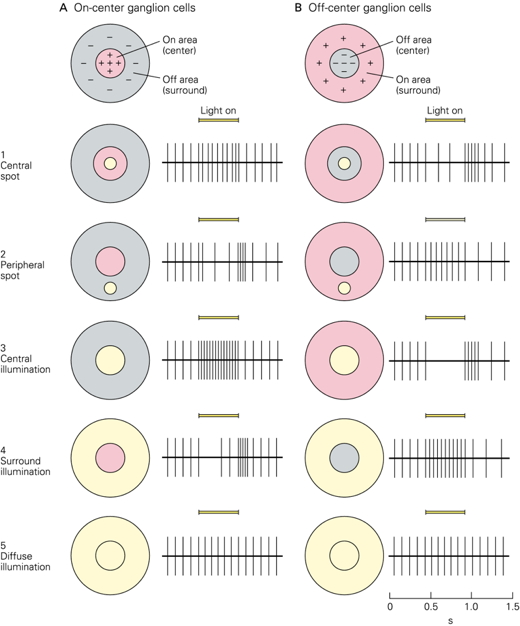 A On-center ganglion cells
B Off-center ganglion cells
On area
(center)
Off area
(surround)
Off area
(center)
On area
(surround)
Light on
Light on
1
Central
spot
2
Peripheral
spot
3
Central
illumination
4
Surround
illumination
5
Diffuse
illumination
0 0.5 1.0 1.5
s